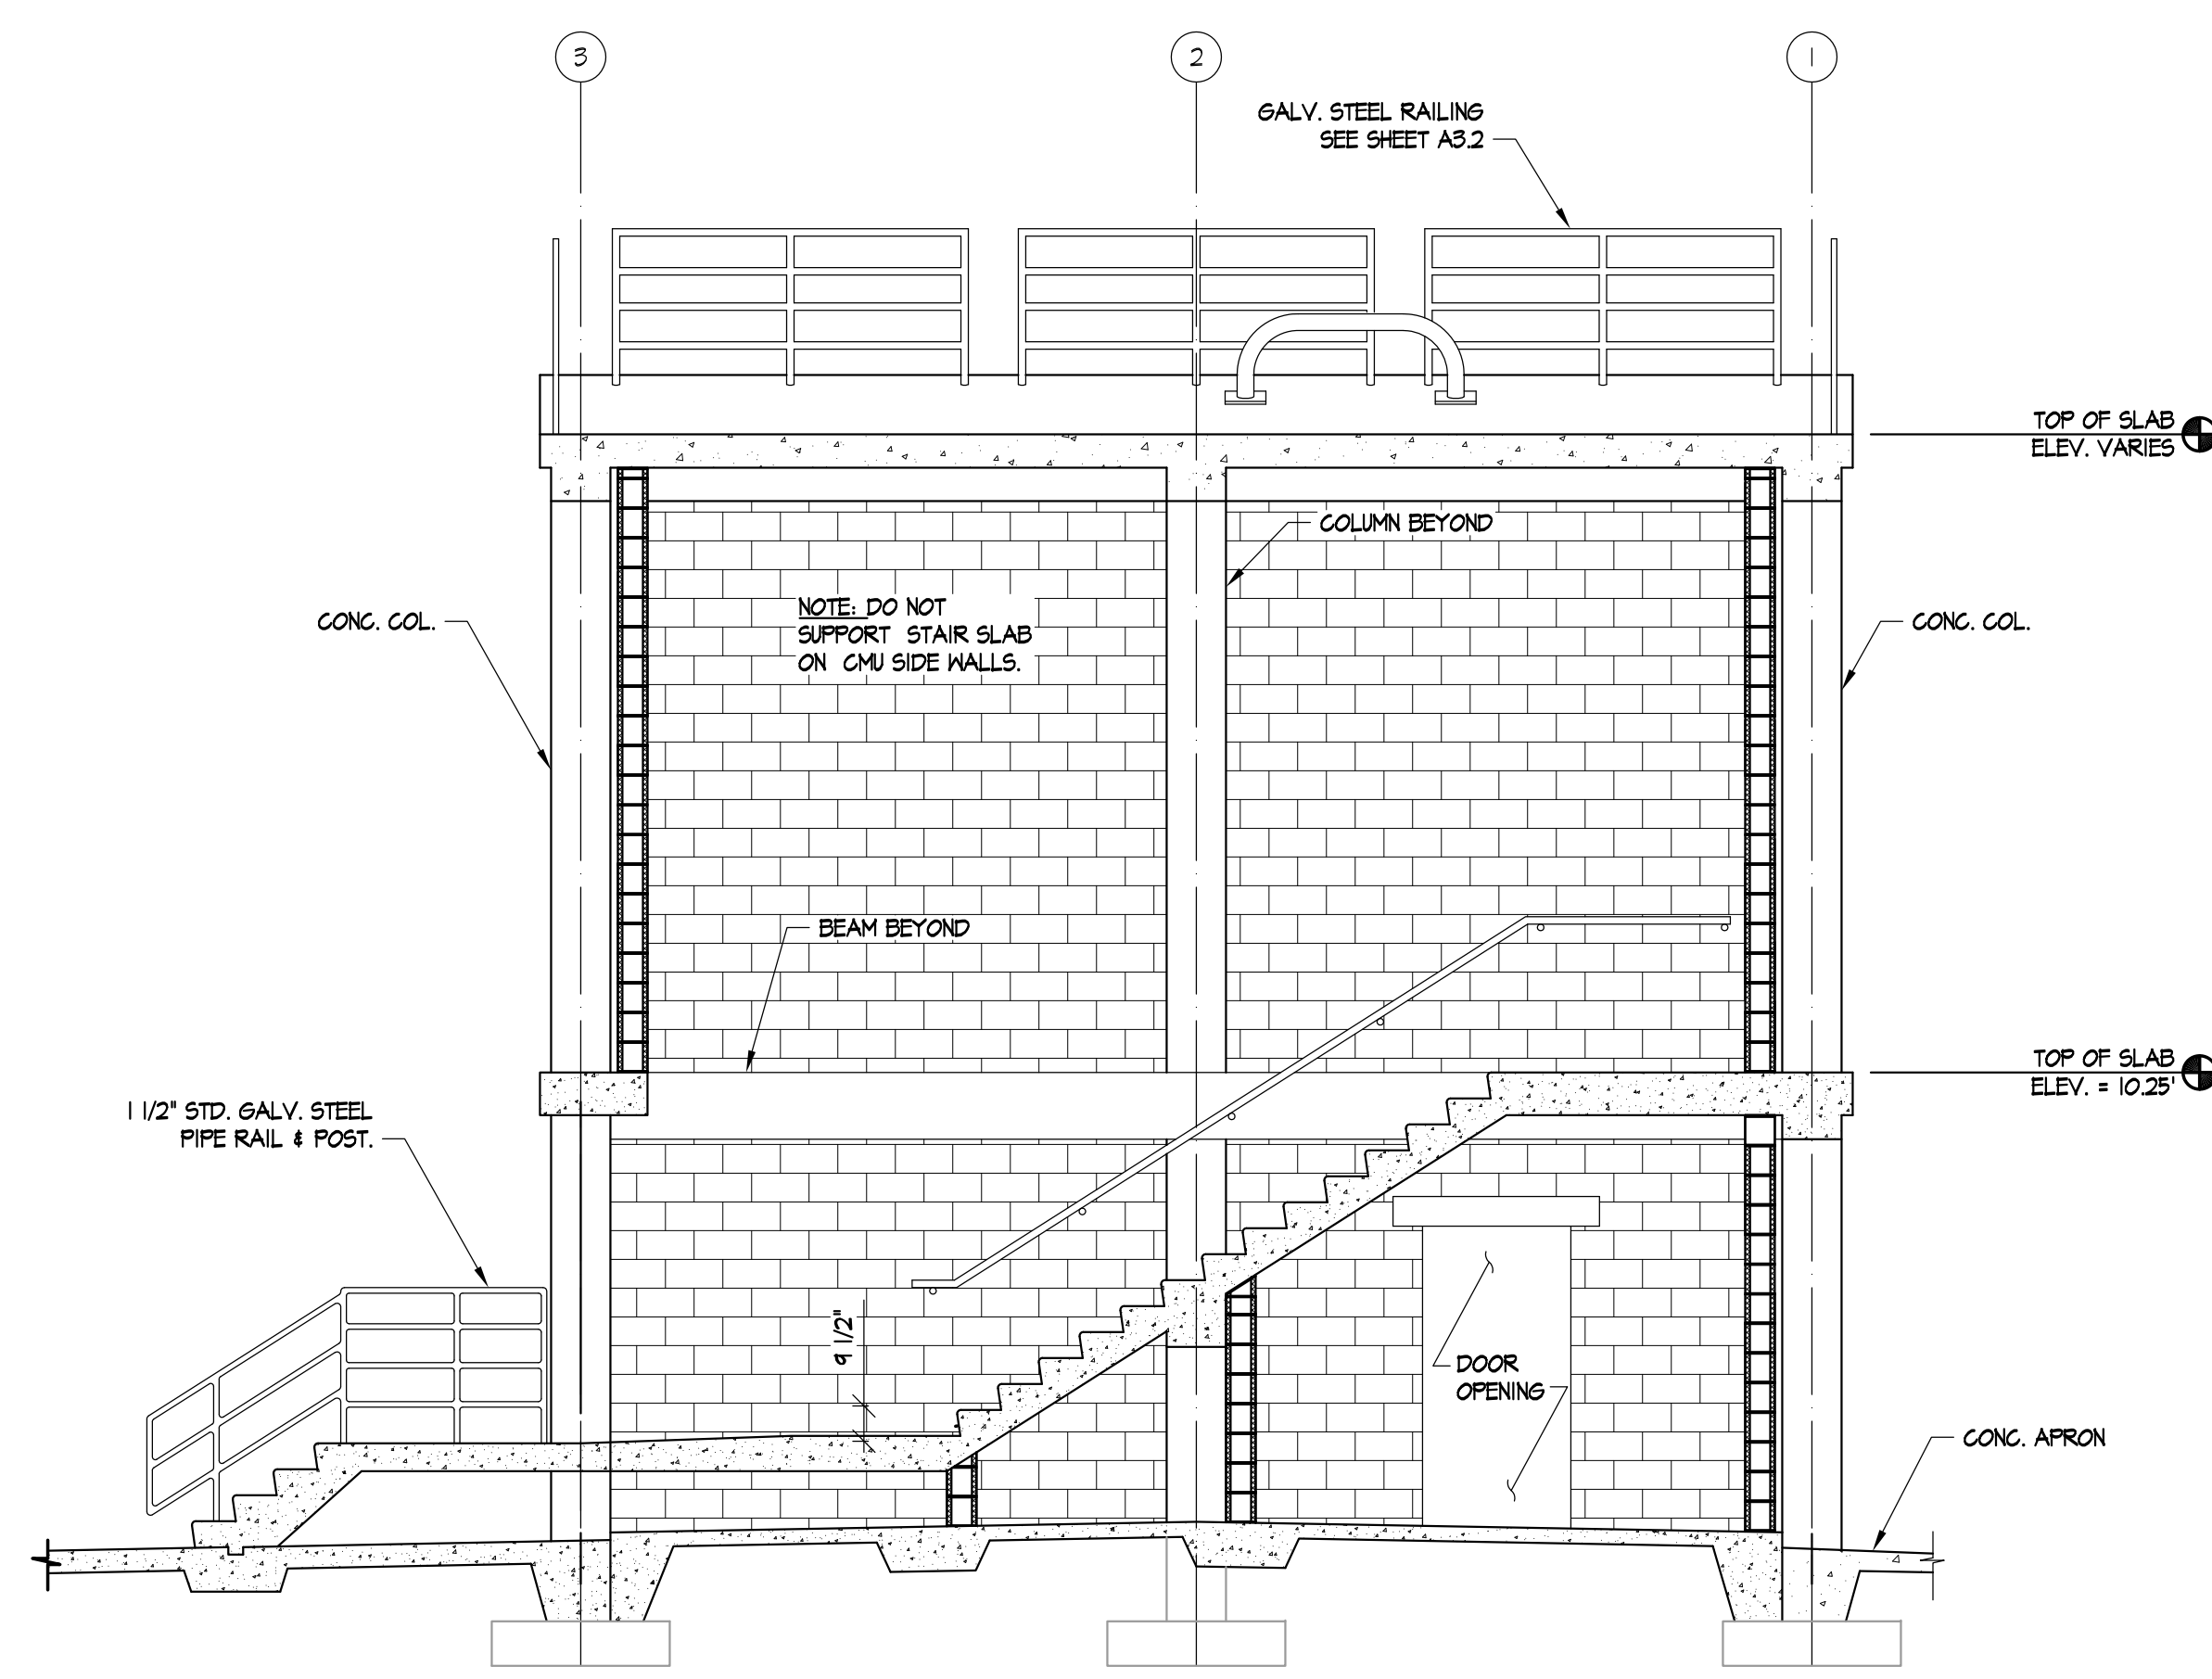 3
2
1
GALV. STEEL RAILING
SEE SHEET A3.2
TOP OF SLAB
ELEV. VARIES
COLUMN BEYOND
NOTE: DO NOT
SUPPORT STAIR SLAB
ON CMU SIDE WALLS.
CONC. COL.
CONC. COL.
BEAM BEYOND
TOP OF SLAB
ELEV. = 10.25'
1 1/2" STD. GALV. STEEL
PIPE RAIL & POST.
9 1/2"
DOOR
OPENING
CONC. APRON